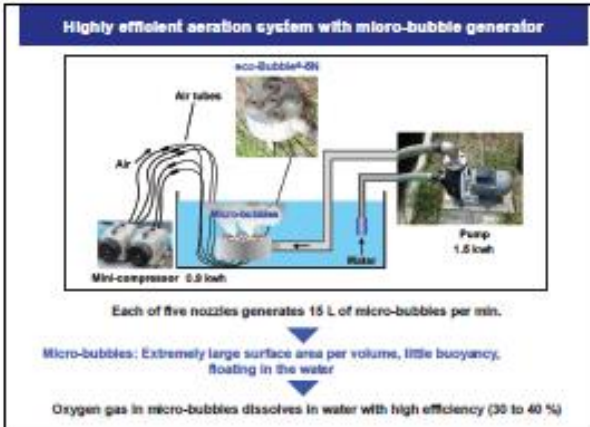 Highly efficient aeration system with micro-bubble generator
eco-Bubble®-5N
Air tubes
Air
Micro-bubbles
Water
Pump
1.5 kwh
Mini-compressor 0.9 kwh
Each of five nozzles generates 15 L of micro-bubbles per min.
Micro-bubbles: Extremely large surface area per volume, little buoyancy,
floating in the water
Oxygen gas in micro-bubbles dissolves in water with high efficiency (30 to 40 %)